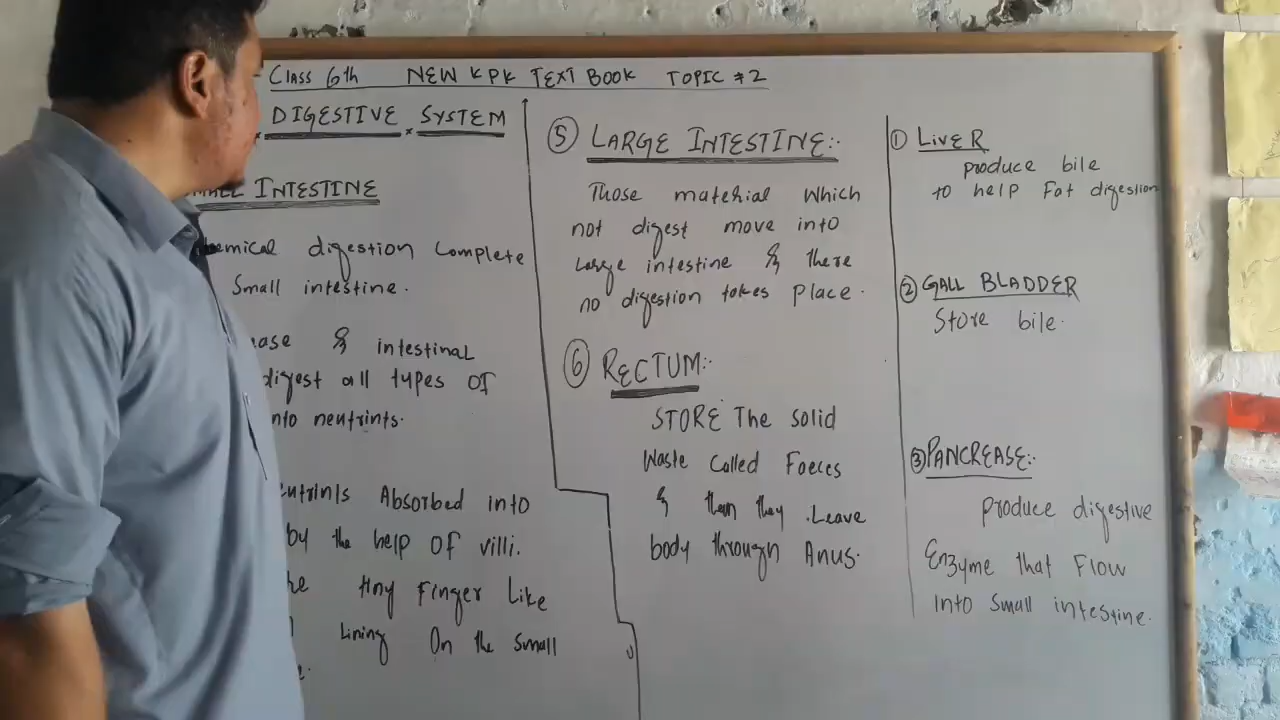 Class 6th NEW KPK TEXT BOOK TOPIC #2
DIGESTIVE SYSTEM
INTESTINE
digestion Complete
Small intestine.
& intestinal
digest all types OF
neutrints.
Absorbed into
by the help OF villi.
tiny Finger Like
Lining On the small
⑤ LARGE INTESTINE:-
Those material Which
not digest move into
Large intestine & there
no digestion takes Place.
⑥ RECTUM:-
STORE The Solid
Waste Called Foeces
& then they Leave
body through Anus.
① LIVER
produce bile
to help Fat digestion
② GALL BLADDER
Store bile.
③ PANCREASE:-
produce digestive
Enzyme that Flow
into Small intestine.